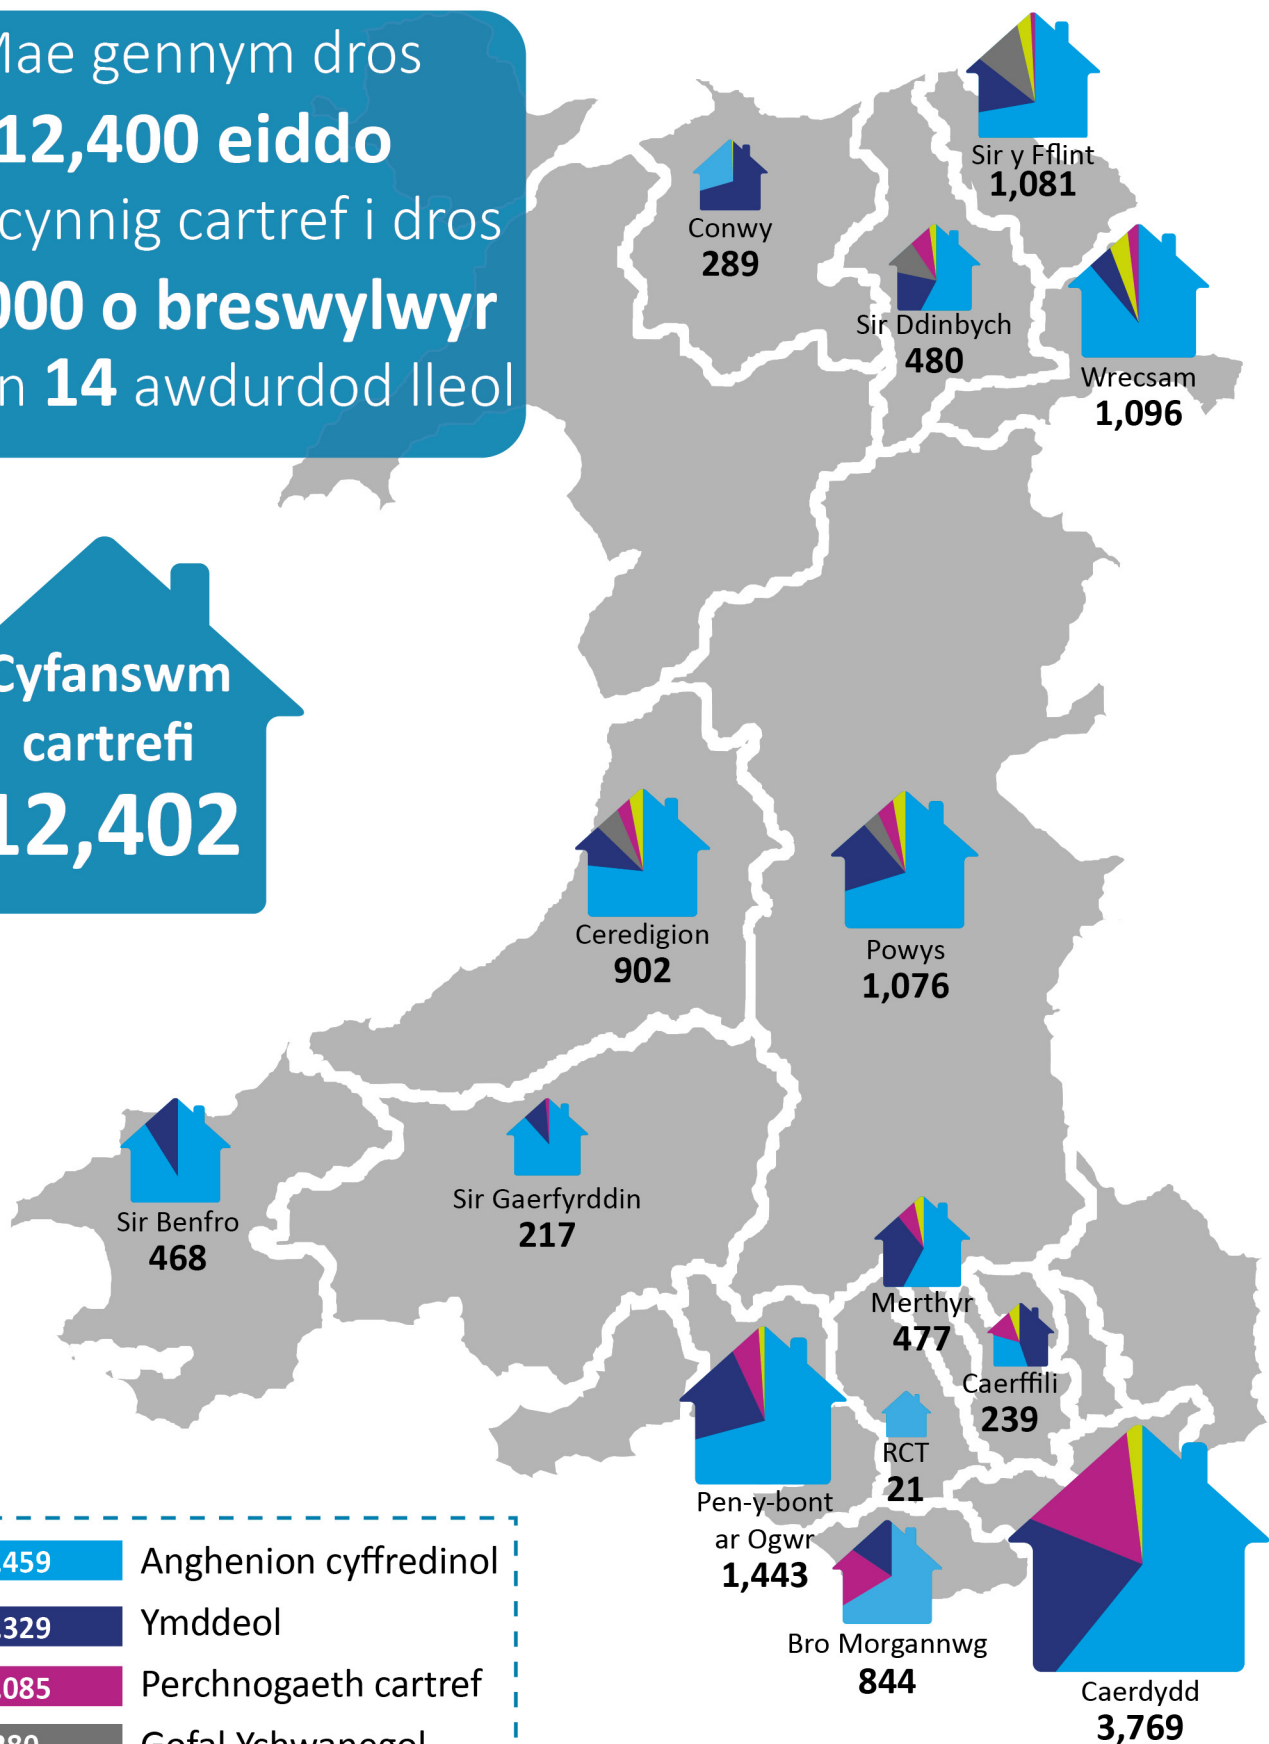 Mae gennym dros
12,400 eiddo
cynnig cartref i dros
000 o breswylwyr
n 14 awdurdod lleol
Cyfanswm
cartrefi
12,402
Sir y Fflint
1,081
Conwy
289
Sir Ddinbych
480
Wrecsam
1,096
Ceredigion
902
Powys
1,076
Sir Benfro
468
Sir Gaerfyrddin
217
Merthyr
477
Caerffili
239
RCT
21
Pen-y-bont
ar Ogwr
1,443
Bro Morgannwg
844
Caerdydd
3,769
459 Anghenion cyffredinol
329 Ymddeol
085 Perchnogaeth cartref
Gofal Ychwanegol